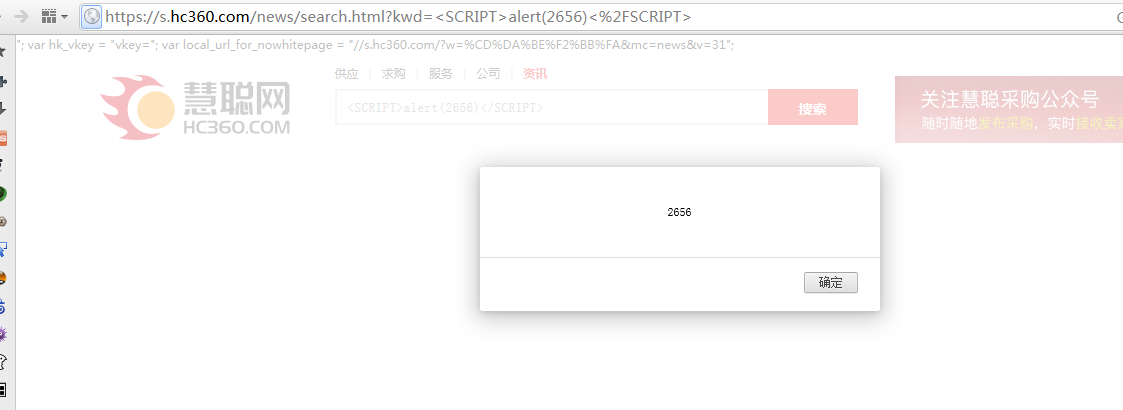 https://s.hc360.com/news/search.html?kwd=<SCRIPT>alert(2656)<%2FSCRIPT>
"; var hk_vkey = "vkey="; var local_url_for_nowhitepage = "//s.hc360.com/?w=%CD%DA%BE%F2%BB%FA&mc=news&v=31";
供应 | 求购 | 服务 | 公司 | 资讯
慧聪网
HC360.COM
<SCRIPT>alert(2656)</SCRIPT>
搜索
关注慧聪采购公众号
随时随地发布采购，实时接收卖
2656
确定